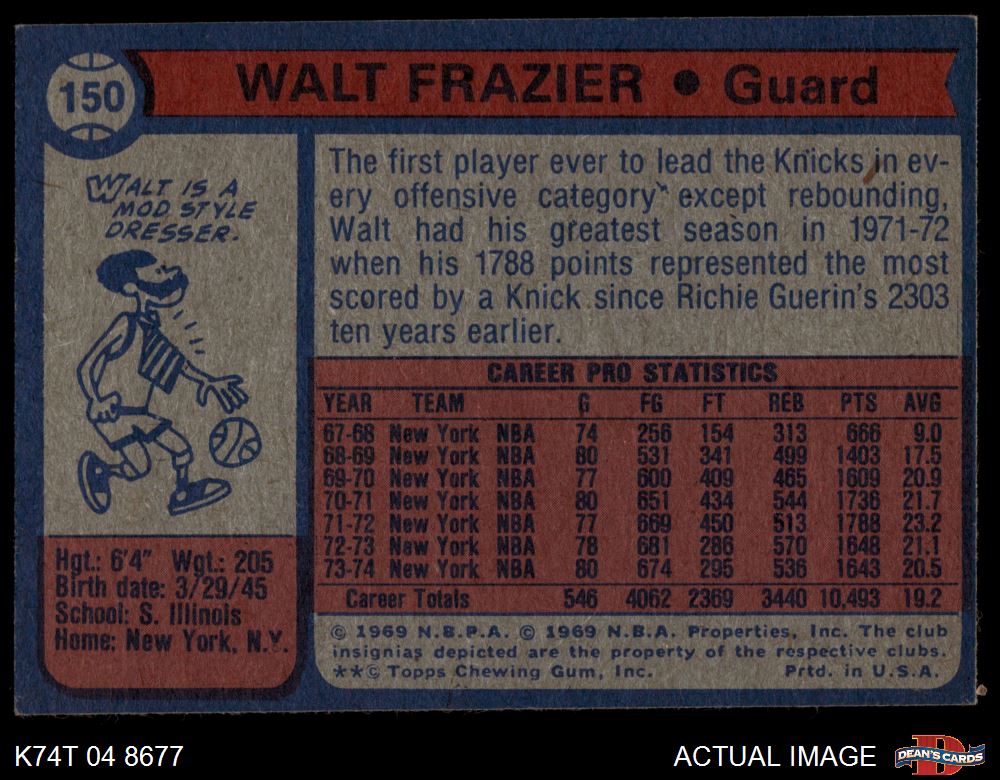 150
WALT FRAZIER ● Guard
WALT IS A
MOD STYLE
DRESSER.
The first player ever to lead the Knicks in ev-
ery offensive category except rebounding,
Walt had his greatest season in 1971-72
when his 1788 points represented the most
scored by a Knick since Richie Guerin's 2303
ten years earlier.
Hgt.: 6'4" Wgt.: 205
Birth date: 3/29/45
School: S. Illinois
Home: New York, N.Y.
CAREER PRO STATISTICS
YEAR TEAM G FG FT REB PTS AVG
67-68 New York NBA 74 256 154 313 666 9.0
68-69 New York NBA 80 531 341 499 1403 17.5
69-70 New York NBA 77 600 409 465 1609 20.9
70-71 New York NBA 80 651 434 544 1736 21.7
71-72 New York NBA 77 669 450 513 1788 23.2
72-73 New York NBA 78 681 286 570 1648 21.1
73-74 New York NBA 80 674 295 536 1643 20.5
Career Totals 546 4062 2369 3440 10,493 19.2
© 1969 N.B.P.A. © 1969 N.B.A. Properties, Inc. The club
insignias depicted are the property of the respective clubs.
**© Topps Chewing Gum, Inc. Prtd. in U.S.A.
K74T 04 8677
ACTUAL IMAGE
DEAN'S CARDS